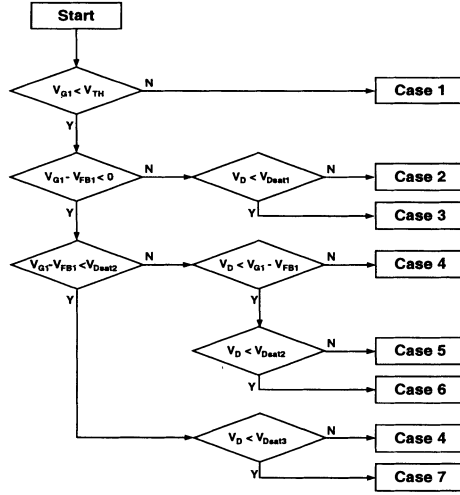 Start
V_G1 < V_TH
N
Case 1
Y
V_G1 - V_FB1 < 0
N
V_D < V_Dsat1
N
Case 2
Y
Y
Case 3
V_G1-V_FB1<V_Dsat2
N
V_D < V_G1 - V_FB1
N
Case 4
Y
Y
V_D < V_Dsat2
N
Case 5
Y
Case 6
V_D < V_Dsat3
N
Case 4
Y
Case 7